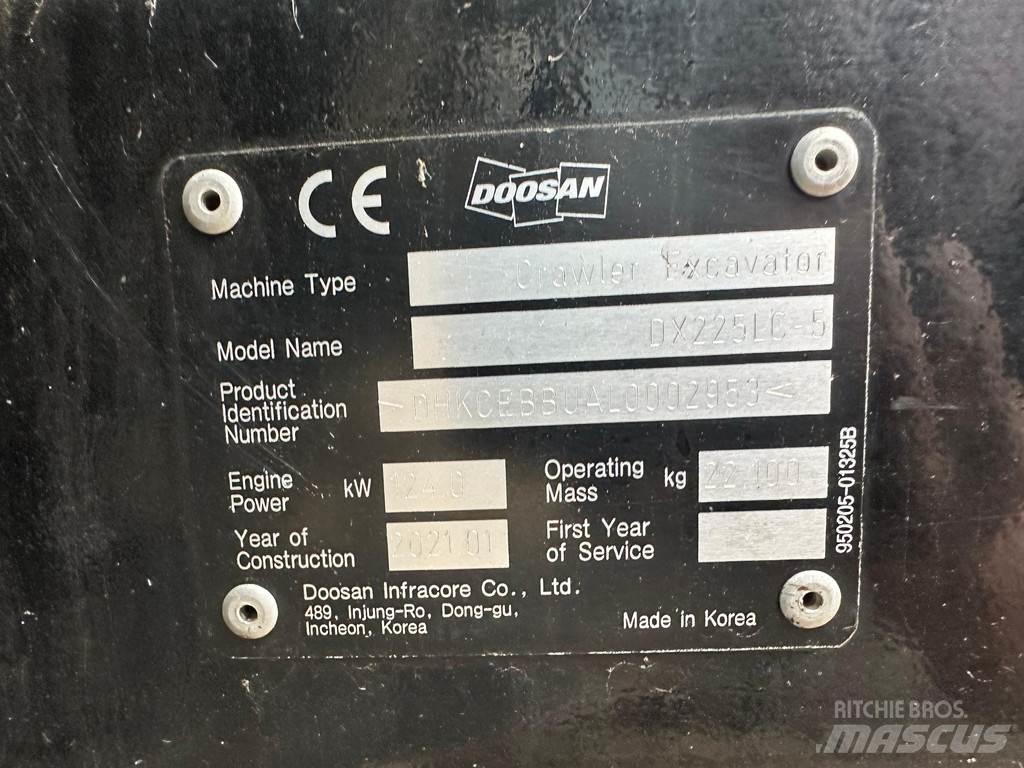 CE DOOSAN
Machine Type Crawler Excavator
Model Name DX225LC-5
Product
Identification
Number >DHKCEBBUAL0002953<
Engine
Power kW 124.0
Operating
Mass kg 22,100
Year of
Construction 2021.01
First Year
of Service
Doosan Infracore Co., Ltd.
489, Injung-Ro, Dong-gu,
Incheon, Korea
Made in Korea
950205-01325B
RITCHIE BROS.
MASCUS